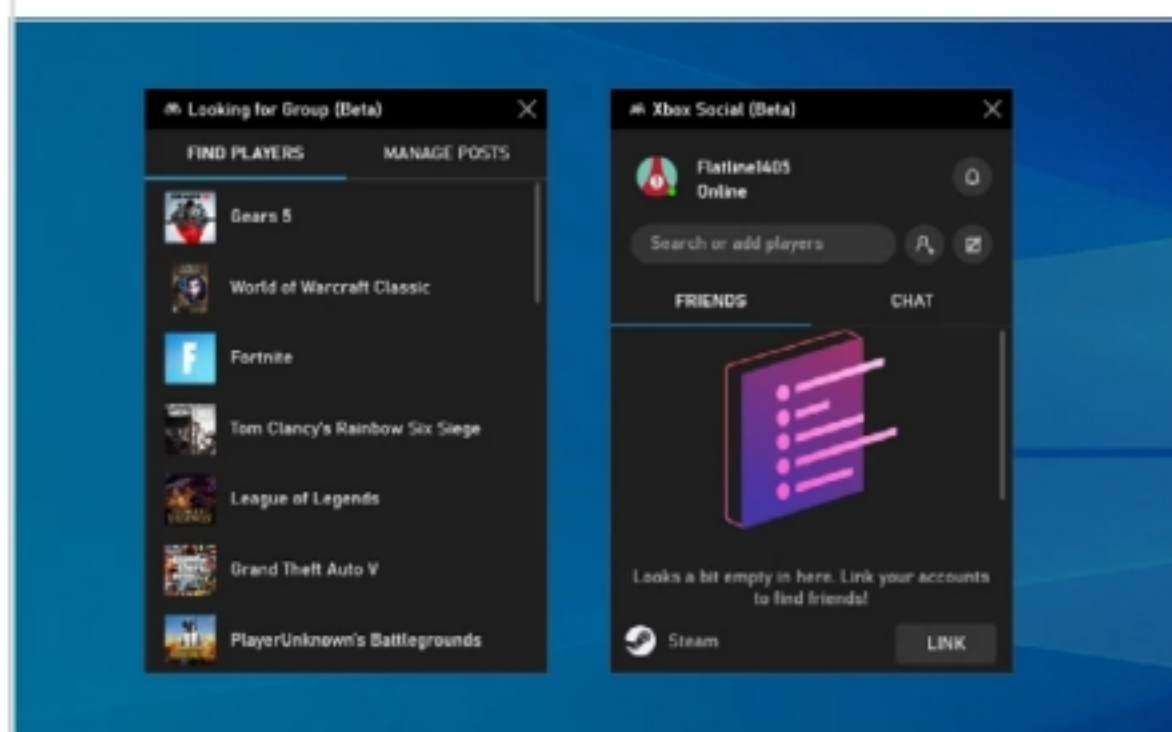 Looking for Group (Beta)
FIND PLAYERS MANAGE POSTS
Gears 5
World of Warcraft Classic
F
Fortnite
Tom Clancy's Rainbow Six Siege
League of Legends
Grand Theft Auto V
PlayerUnknown's Battlegrounds
Xbox Social (Beta)
Flatline1405
Online
Search or add players
FRIENDS CHAT
Looks a bit empty in here. Link your accounts
to find friends!
Steam LINK